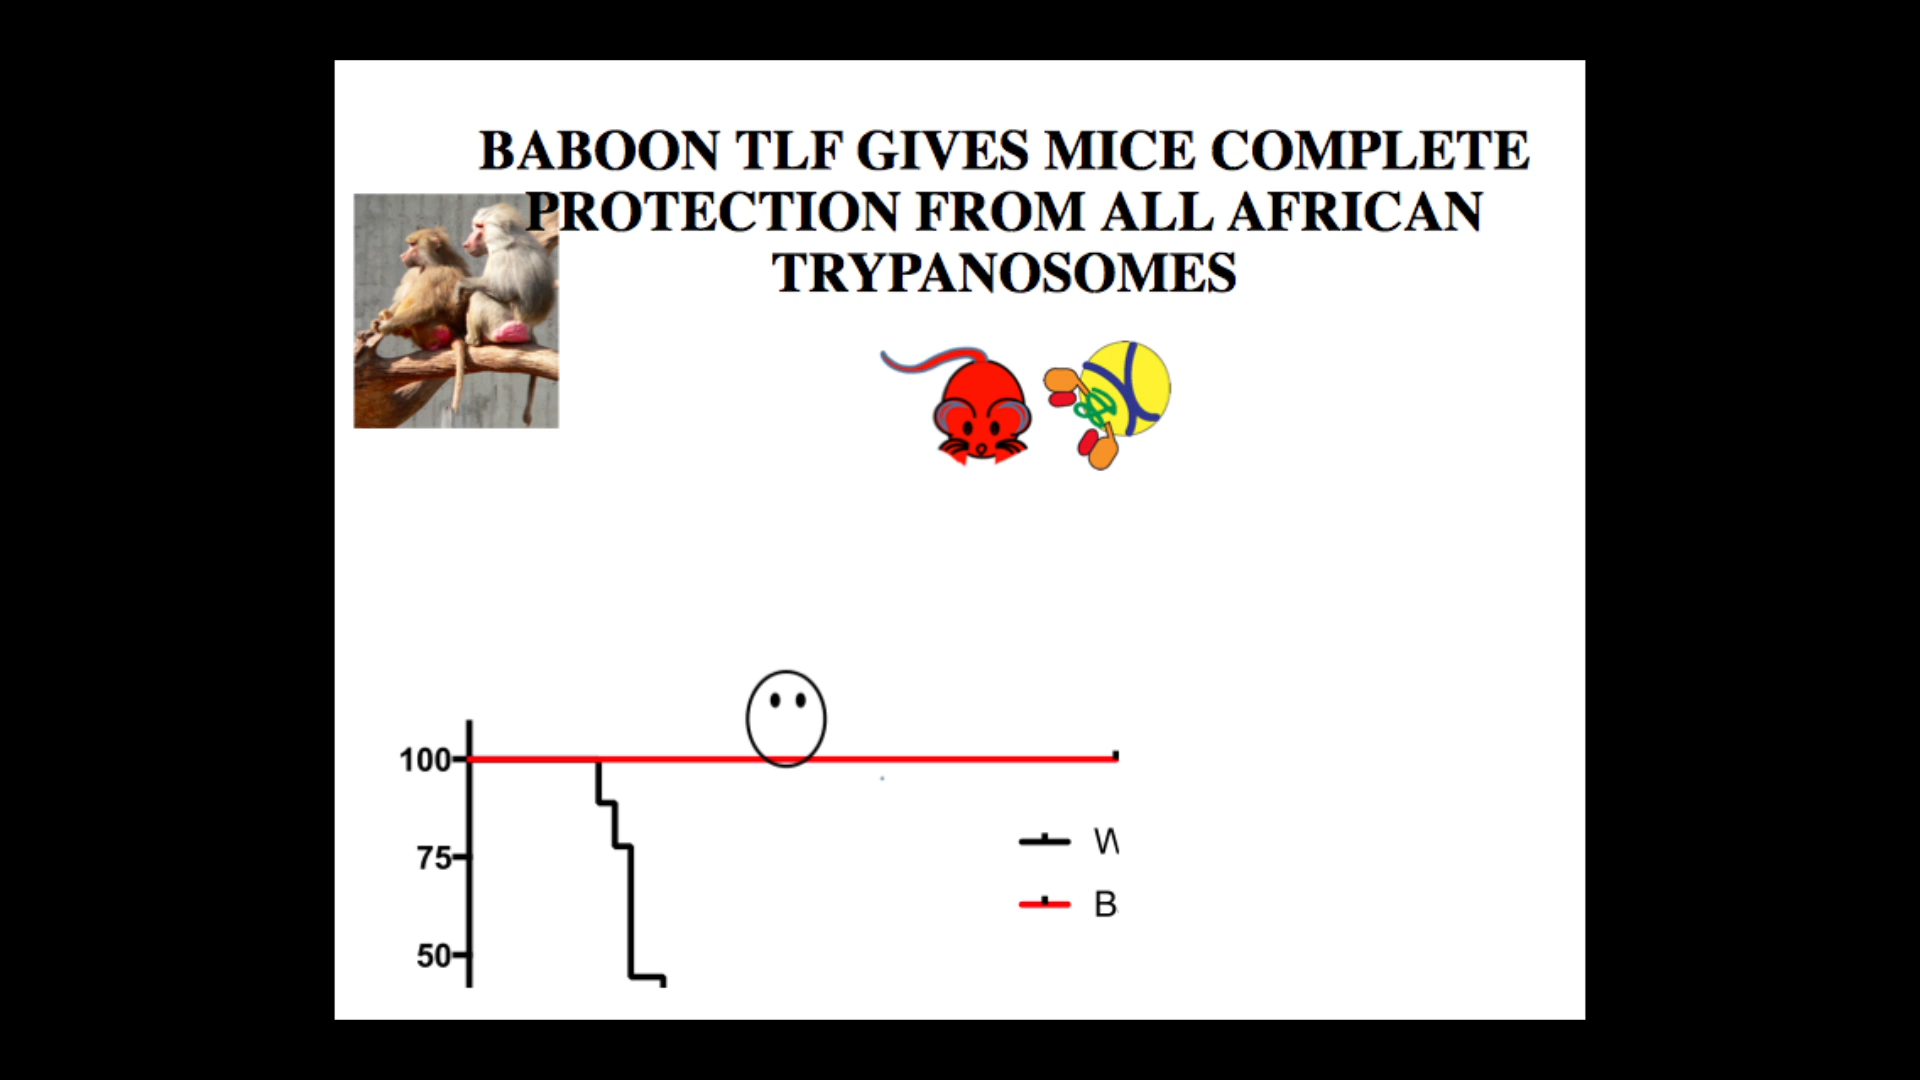 BABOON TLF GIVES MICE COMPLETE
PROTECTION FROM ALL AFRICAN
TRYPANOSOMES
100
75
50
W
B